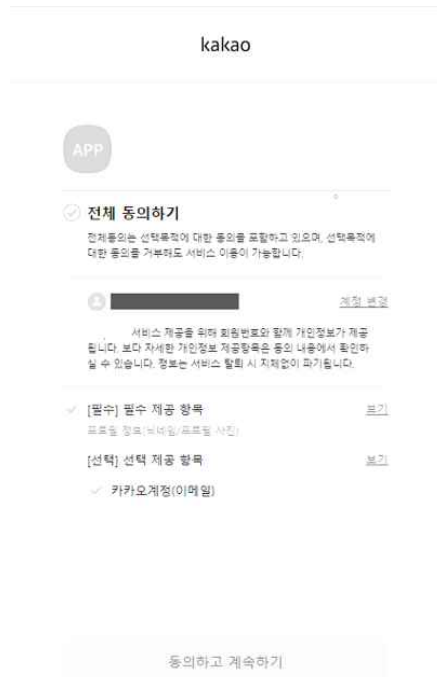 kakao
APP
전체 동의하기
전체동의는 선택목적에 대한 동의를 포함하고 있으며, 선택목적에
대한 동의를 거부해도 서비스 이용이 가능합니다.
계정 변경
서비스 제공을 위해 회원번호와 함께 개인정보가 제공
됩니다. 보다 자세한 개인정보 제공항목은 동의 내용에서 확인하
실 수 있습니다. 정보는 서비스 탈퇴 시 지체없이 파기됩니다.
[필수] 필수 제공 항목 보기
프로필 정보(닉네임/프로필 사진)
[선택] 선택 제공 항목 보기
카카오계정(이메일)
동의하고 계속하기